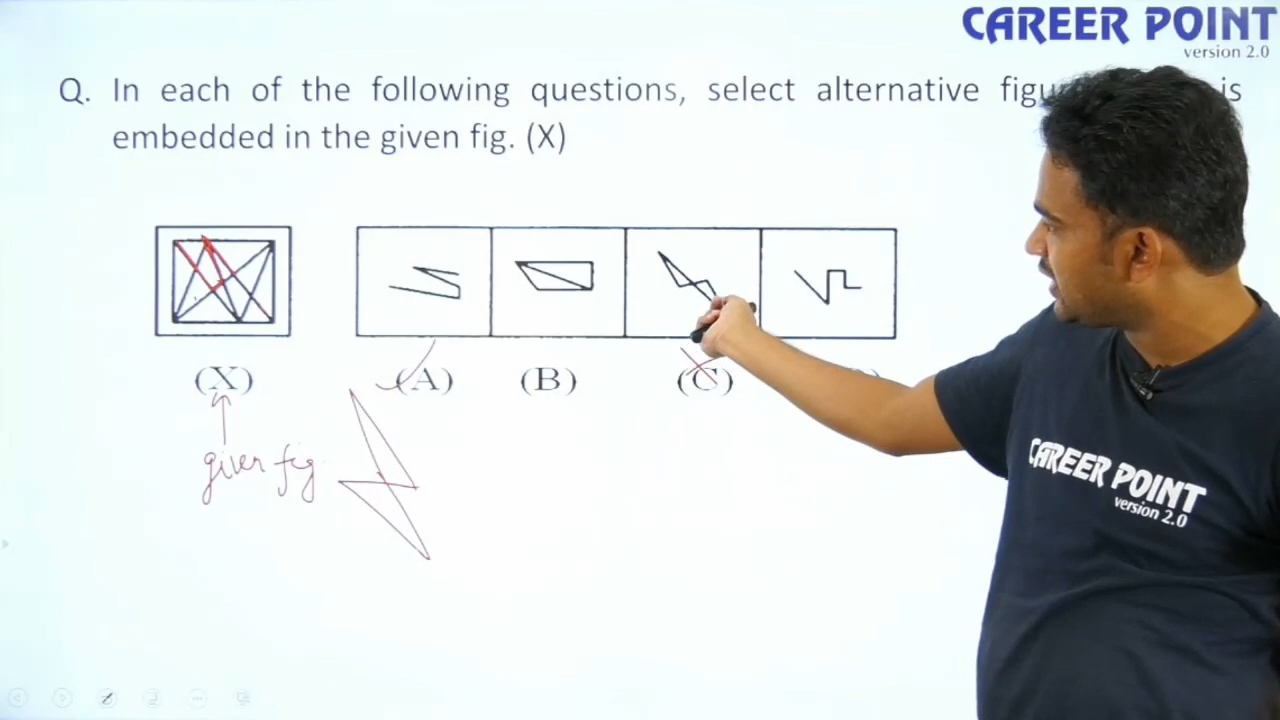 CAREER POINT
version 2.0
Q. In each of the following questions, select alternative is
embedded in the given fig. (X)
(X) (A) (B) (C)
given fig
CAREER POINT
version 2.0